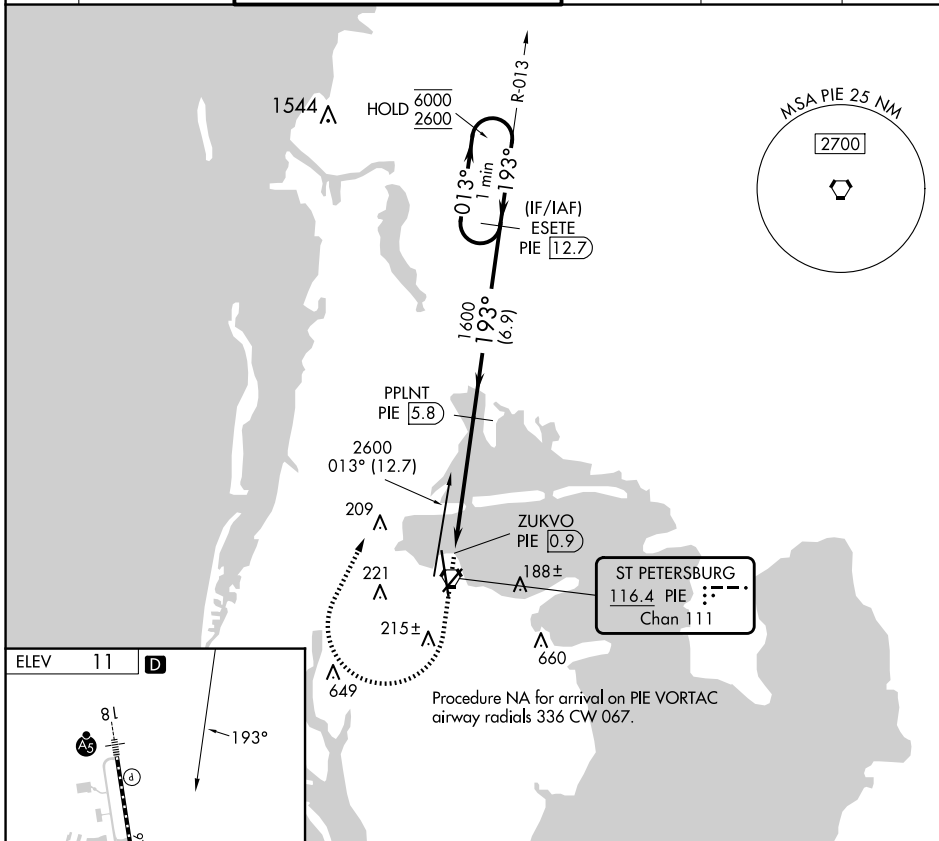 1544
HOLD 6000
2600
R-013
013°
1 min
193°
(IF/IAF)
ESETE
PIE 12.7
MSA PIE 25 NM
2700
1600
193°
(6.9)
PPLNT
PIE 5.8
2600
013° (12.7)
209
ZUKVO
PIE 0.9
221
188±
ST PETERSBURG
116.4 PIE
Chan 111
215±
660
649
Procedure NA for arrival on PIE VORTAC
airway radials 336 CW 067.
ELEV 11 D
18
193°
A5
P